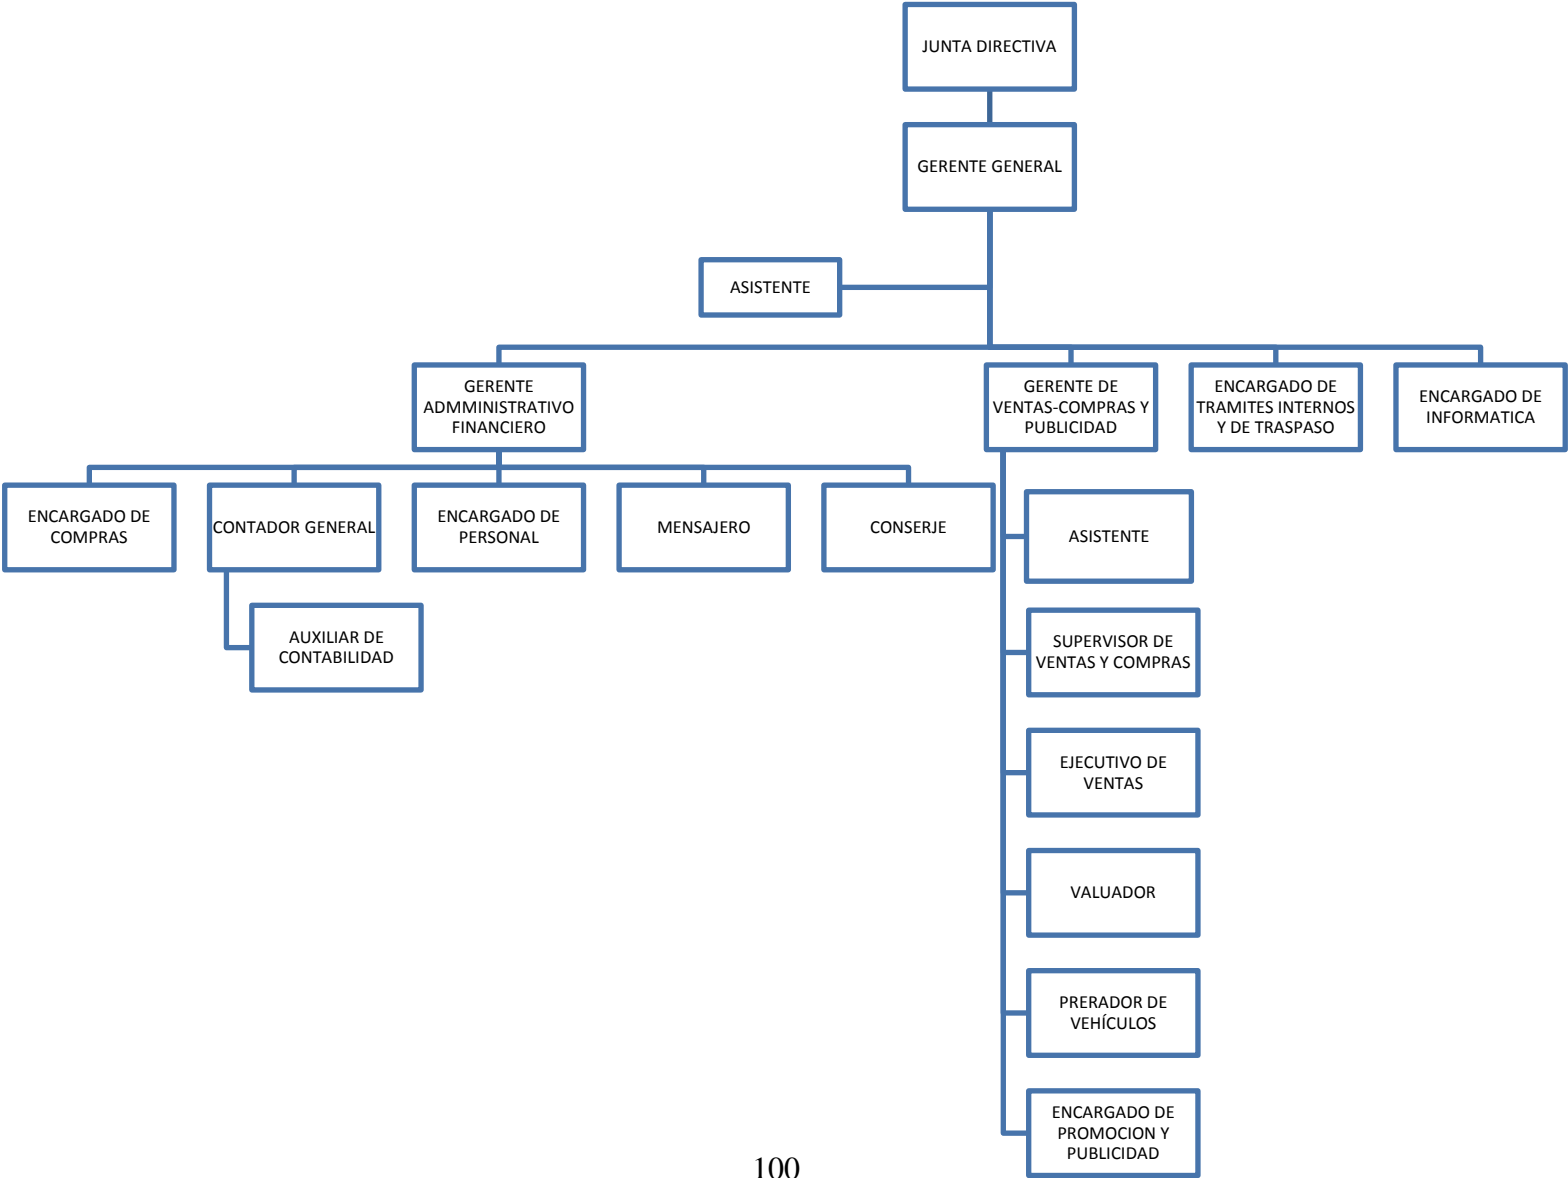 JUNTA DIRECTIVA
GERENTE GENERAL
ASISTENTE
GERENTE
ADMMINISTRATIVO
FINANCIERO
GERENTE DE
VENTAS-COMPRAS Y
PUBLICIDAD
ENCARGADO DE
TRAMITES INTERNOS
Y DE TRASPASO
ENCARGADO DE
INFORMATICA
ENCARGADO DE
COMPRAS
CONTADOR GENERAL
ENCARGADO DE
PERSONAL
MENSAJERO
CONSERJE
ASISTENTE
AUXILIAR DE
CONTABILIDAD
SUPERVISOR DE
VENTAS Y COMPRAS
EJECUTIVO DE
VENTAS
VALUADOR
PRERADOR DE
VEHÍCULOS
ENCARGADO DE
PROMOCION Y
PUBLICIDAD
100